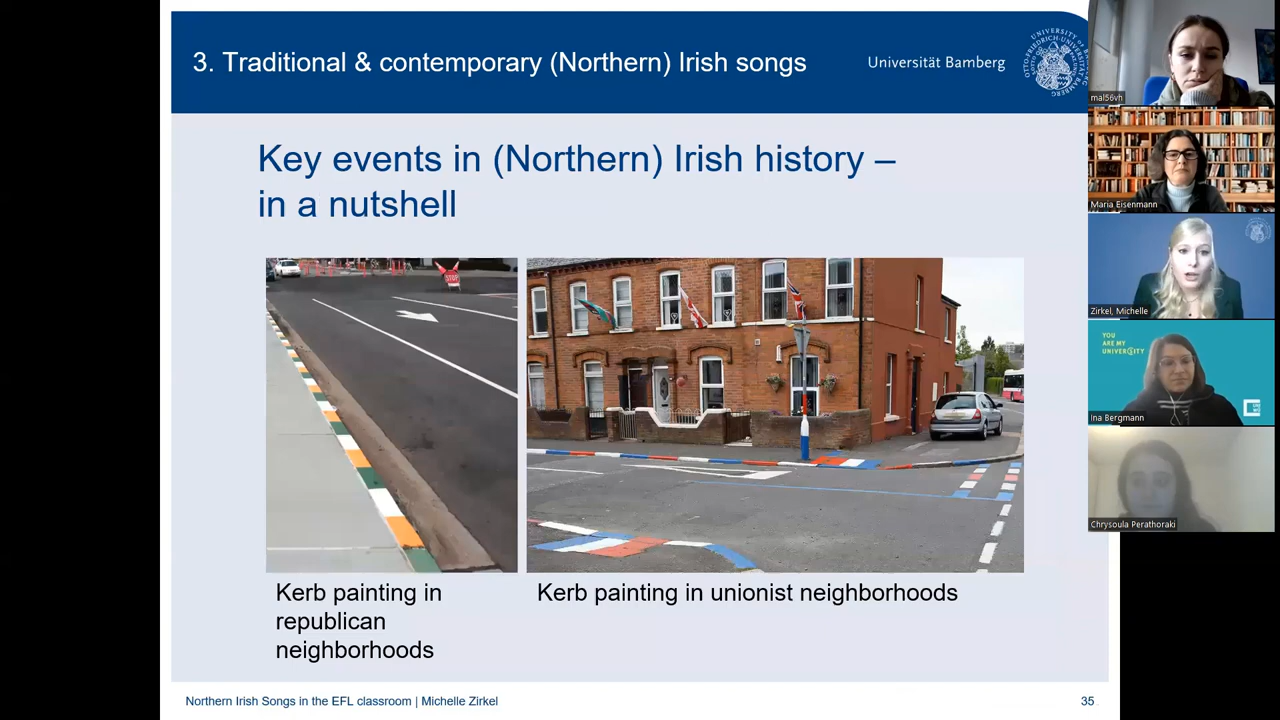 3. Traditional & contemporary (Northern) Irish songs
Universität Bamberg
Key events in (Northern) Irish history –
in a nutshell
STOP
Kerb painting in
republican
neighborhoods
Kerb painting in unionist neighborhoods
Northern Irish Songs in the EFL classroom | Michelle Zirkel
35
mal56vh
Maria Eisenmann
Zirkel, Michelle
YOU
ARE MY
UNIVERSITY
Ina Bergmann
Chrysoula Perathoraki